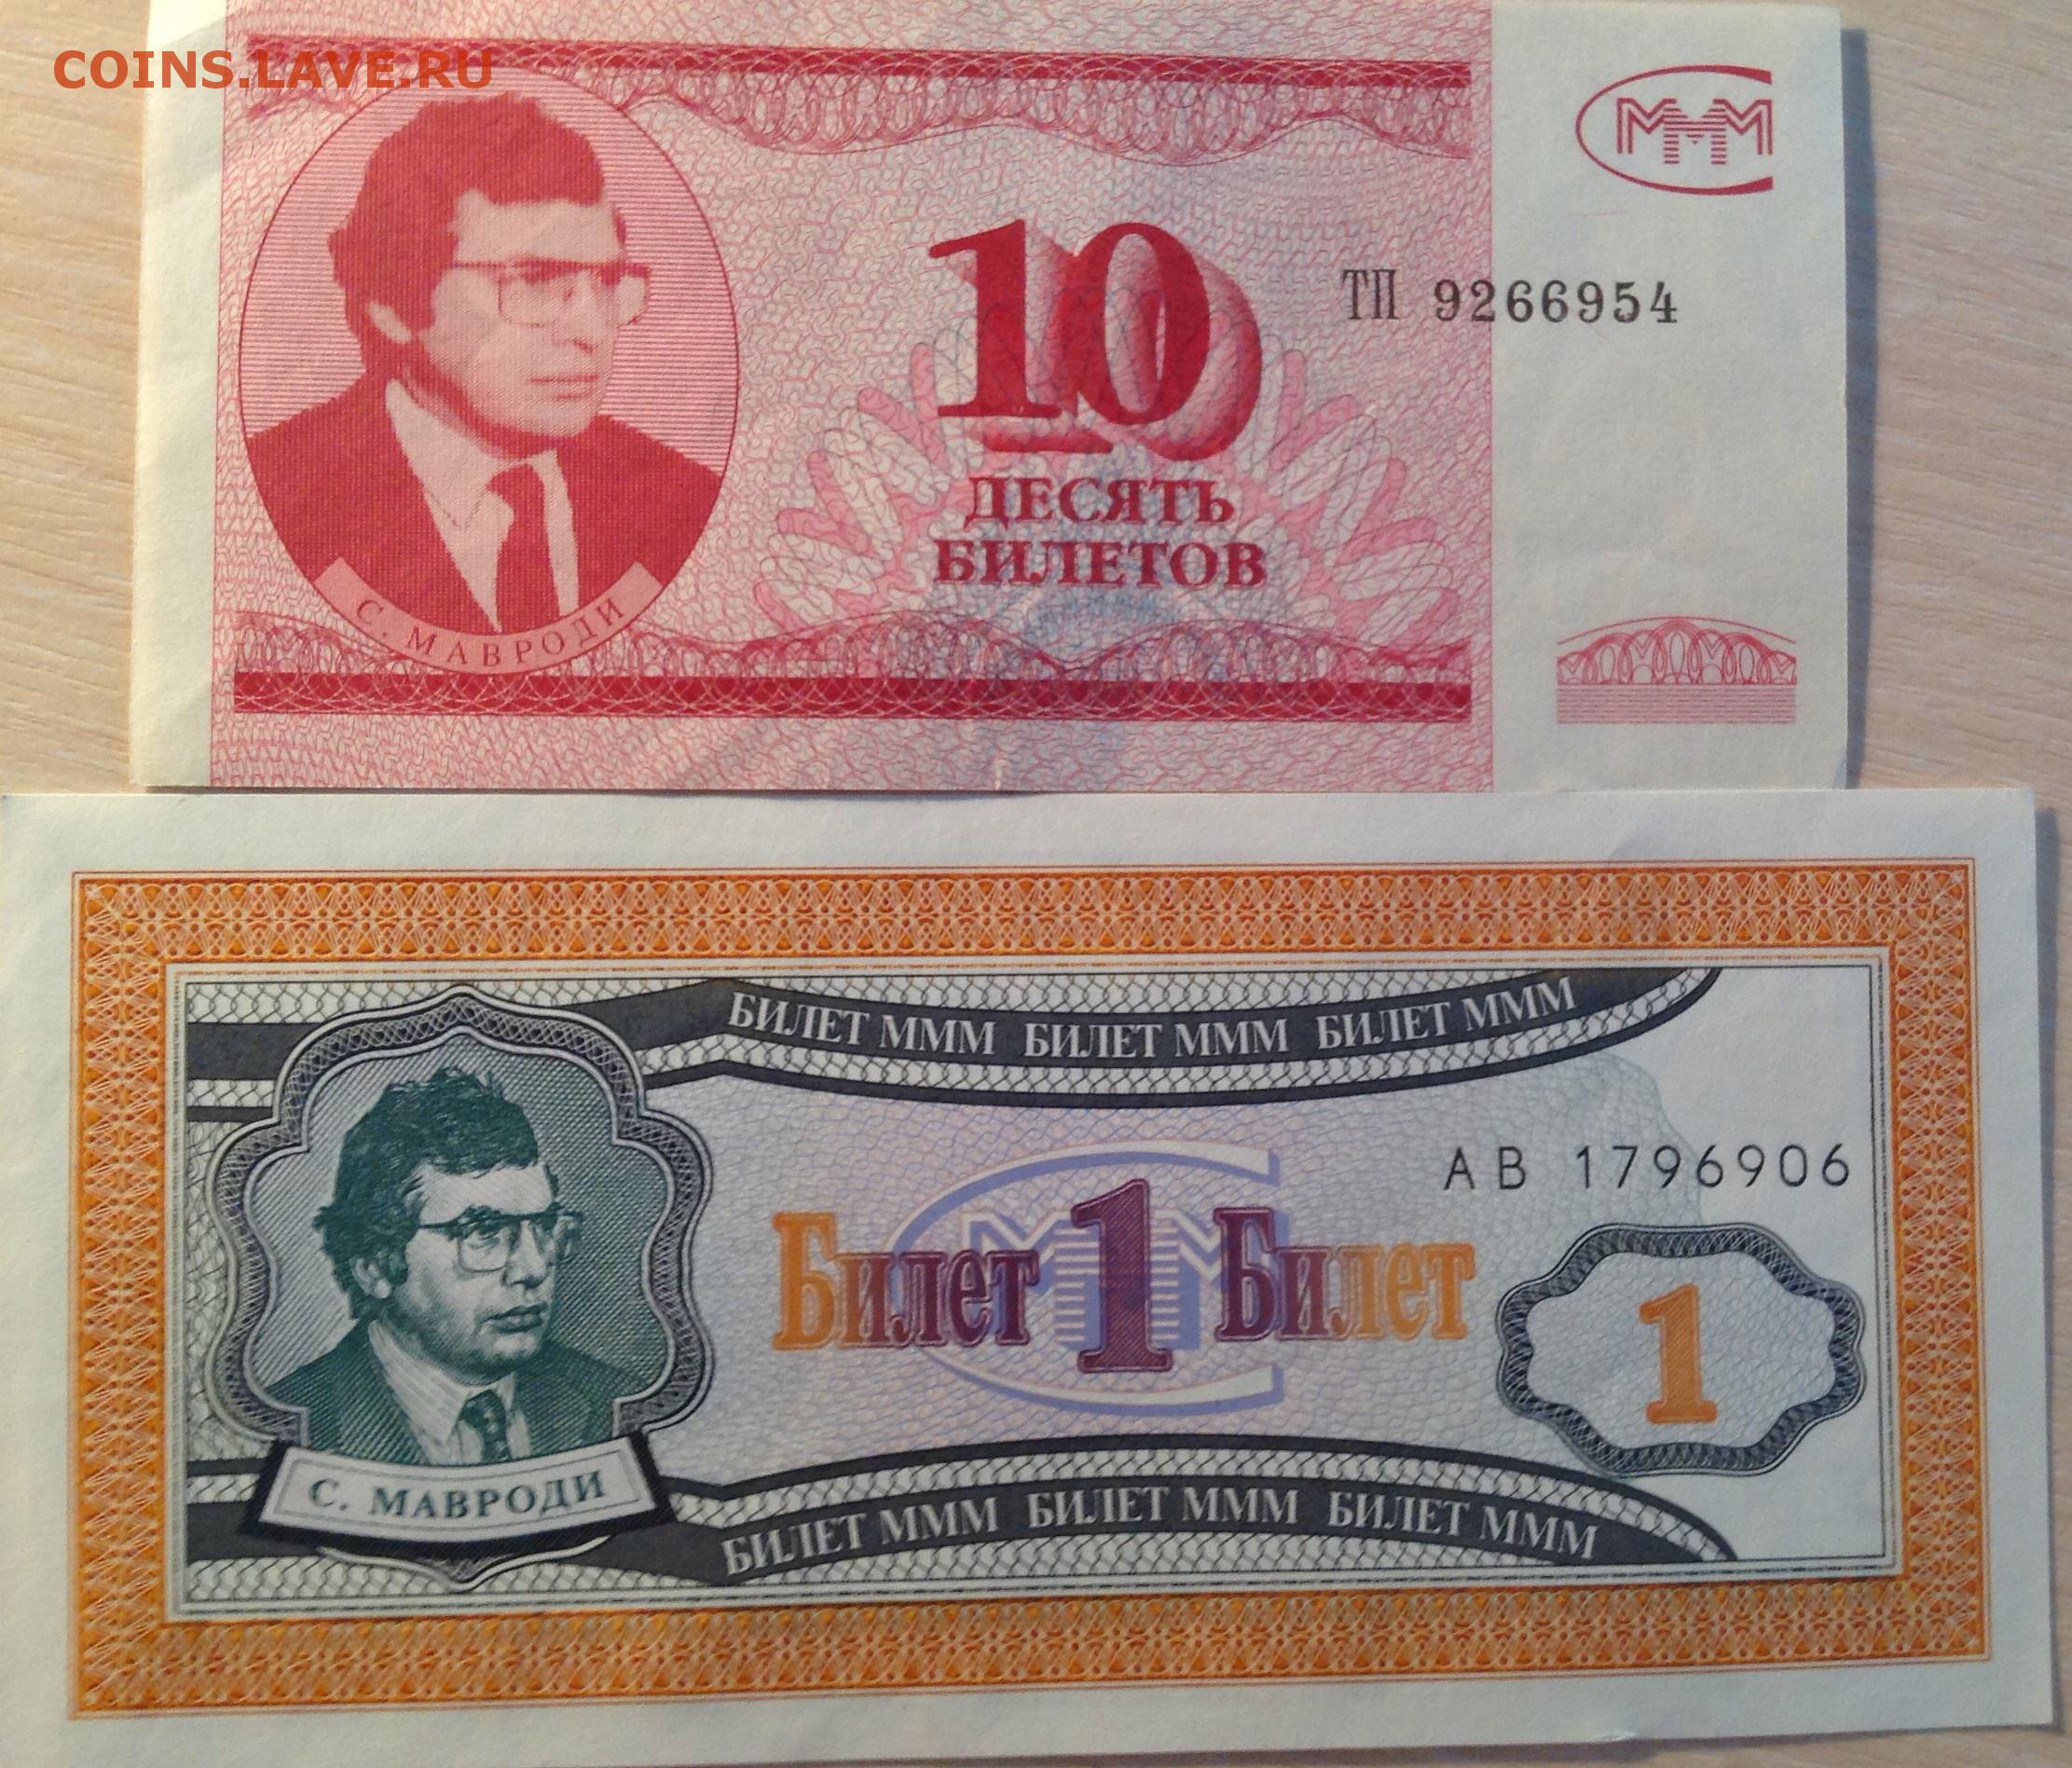 COINS.LAVE.RU
МММ
10
ТП 9266954
ДЕСЯТЬ
БИЛЕТОВ
С. МАВРОДИ
БИЛЕТ МММ БИЛЕТ МММ БИЛЕТ МММ
АВ 1796906
МММ
Билет 1 Билет
1
С. МАВРОДИ
БИЛЕТ МММ БИЛЕТ МММ БИЛЕТ МММ